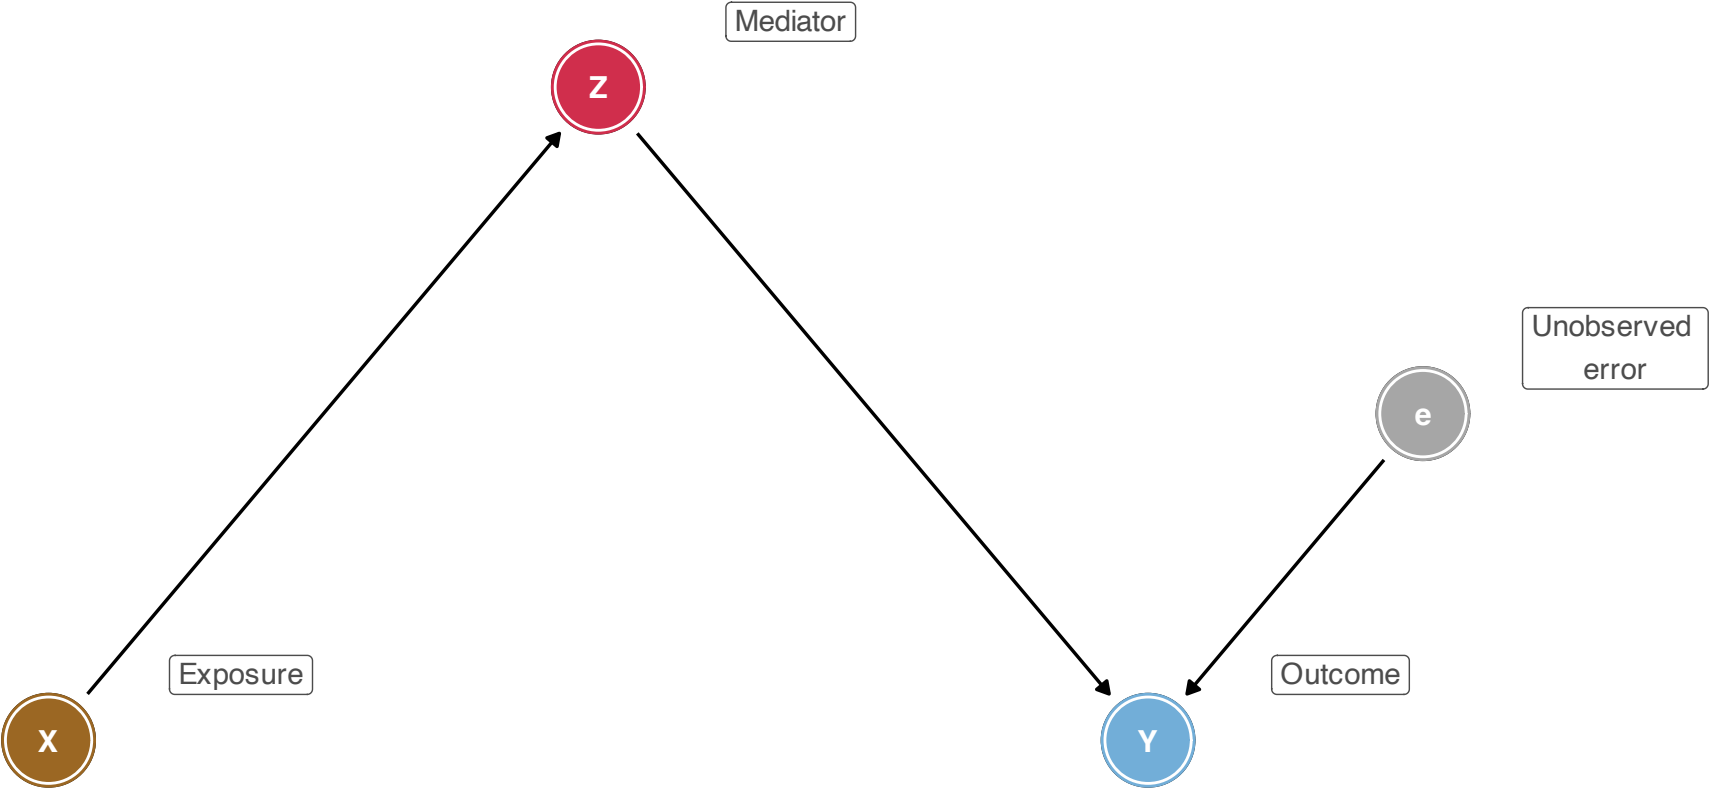 Mediator
Z
Unobserved
error
e
Exposure
Outcome
X
Y